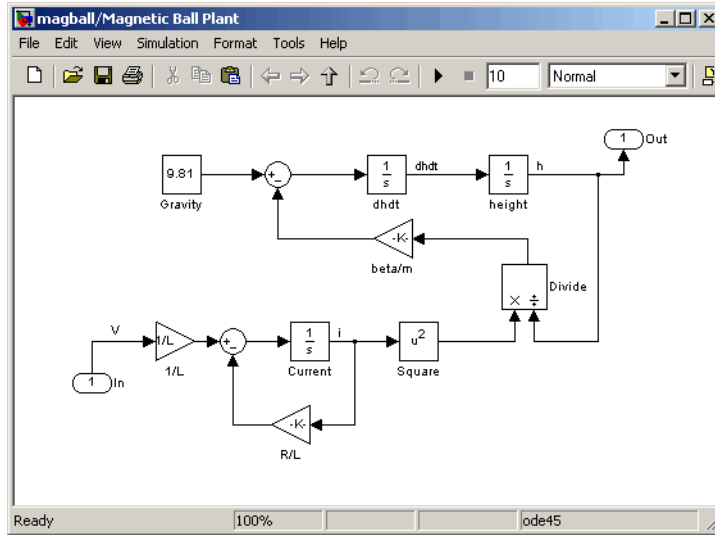 magball/Magnetic Ball Plant
File Edit View Simulation Format Tools Help
10 Normal
1 Out
9.81
+
-
1
s
dhdt
1
s
h
Gravity
dhdt
height
-K-
beta/m
× ÷
Divide
V
1/L
+
-
1
s
i
u2
1 In
1/L
Current
Square
-K-
R/L
Ready 100% ode45